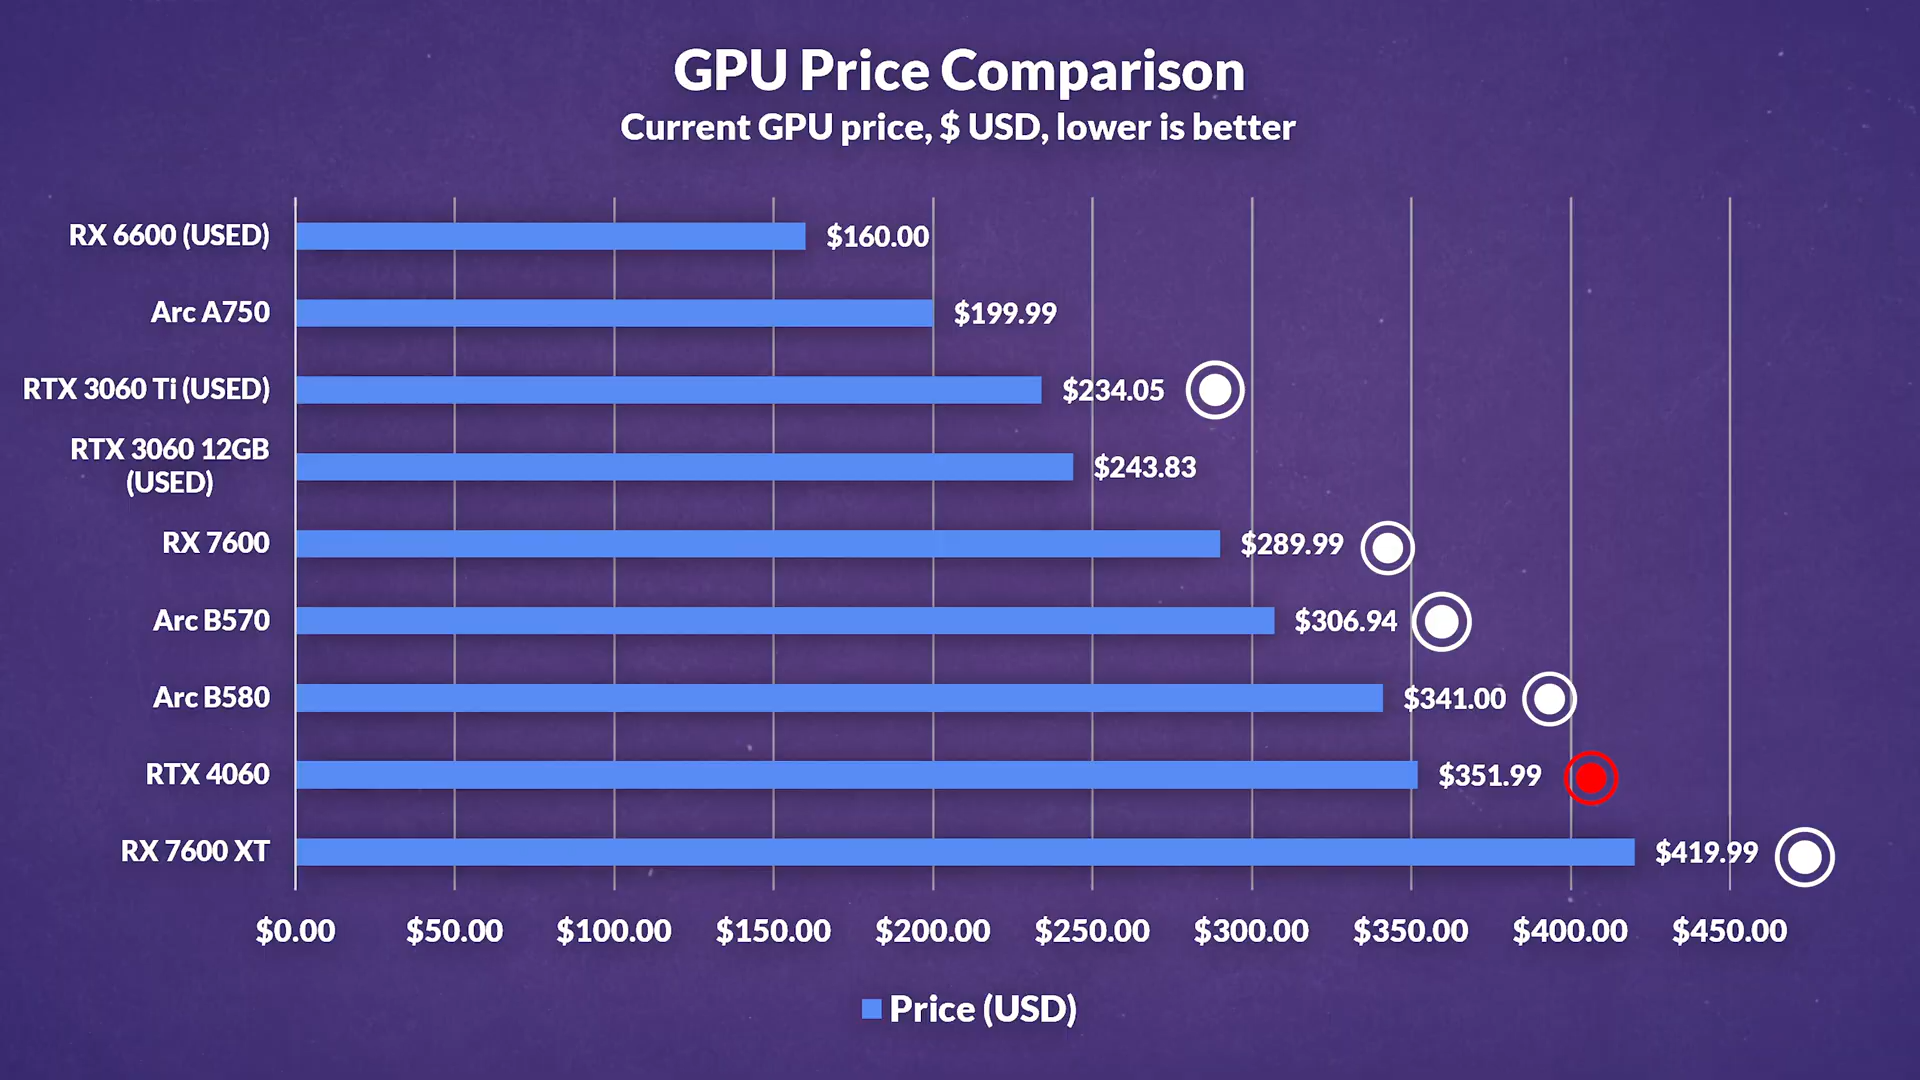 GPU Price Comparison
Current GPU price, $ USD, lower is better
RX 6600 (USED)
$160.00
Arc A750
$199.99
RTX 3060 Ti (USED)
$234.05
RTX 3060 12GB
(USED)
$243.83
RX 7600
$289.99
Arc B570
$306.94
Arc B580
$341.00
RTX 4060
$351.99
RX 7600 XT
$419.99
$0.00 $50.00 $100.00 $150.00 $200.00 $250.00 $300.00 $350.00 $400.00 $450.00
Price (USD)